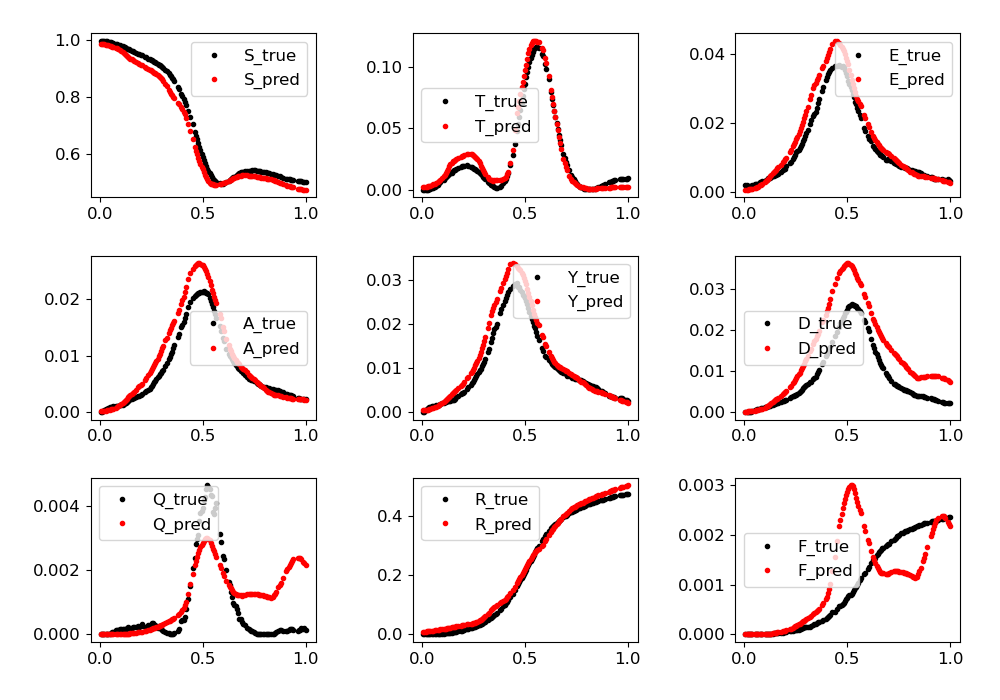 1.0
0.8
0.6
0.0 0.5 1.0
S_true
S_pred
0.10
0.05
0.00
0.0 0.5 1.0
T_true
T_pred
0.04
0.02
0.00
0.0 0.5 1.0
E_true
E_pred
0.02
0.01
0.00
0.0 0.5 1.0
A_true
A_pred
0.03
0.02
0.01
0.00
0.0 0.5 1.0
Y_true
Y_pred
0.03
0.02
0.01
0.00
0.0 0.5 1.0
D_true
D_pred
0.004
0.002
0.000
0.0 0.5 1.0
Q_true
Q_pred
0.4
0.2
0.0
0.0 0.5 1.0
R_true
R_pred
0.003
0.002
0.001
0.000
0.0 0.5 1.0
F_true
F_pred